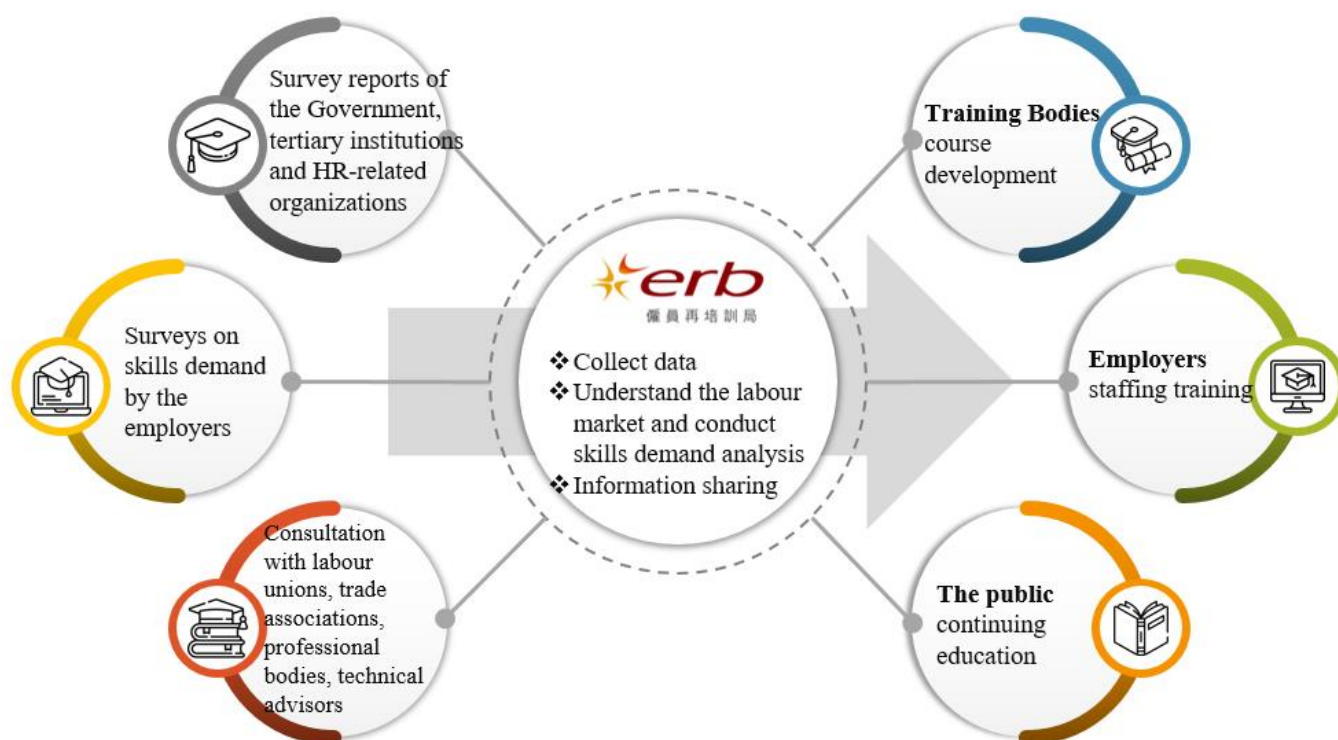 Survey reports of
the Government,
tertiary institutions
and HR-related
organizations
Surveys on
skills demand
by the
employers
Consultation
with labour
unions, trade
associations,
professional
bodies, technical
advisors
erb
僱員再培訓局
❖ Collect data
❖ Understand the labour
market and conduct
skills demand analysis
❖ Information sharing
Training Bodies
course
development
Employers
staffing training
The public
continuing
education